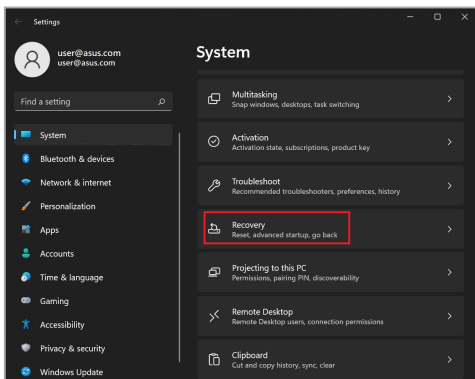 Settings
user@asus.com
user@asus.com
Find a setting
System
Bluetooth & devices
Network & internet
Personalization
Apps
Accounts
Time & language
Gaming
Accessibility
Privacy & security
Windows Update
System
Multitasking
Snap windows, desktops, task switching
Activation
Activation state, subscriptions, product key
Troubleshoot
Recommended troubleshooters, preferences, history
Recovery
Reset, advanced startup, go back
Projecting to this PC
Permissions, pairing PIN, discoverability
Remote Desktop
Remote Desktop users, connection permissions
Clipboard
Cut and copy history, sync, clear